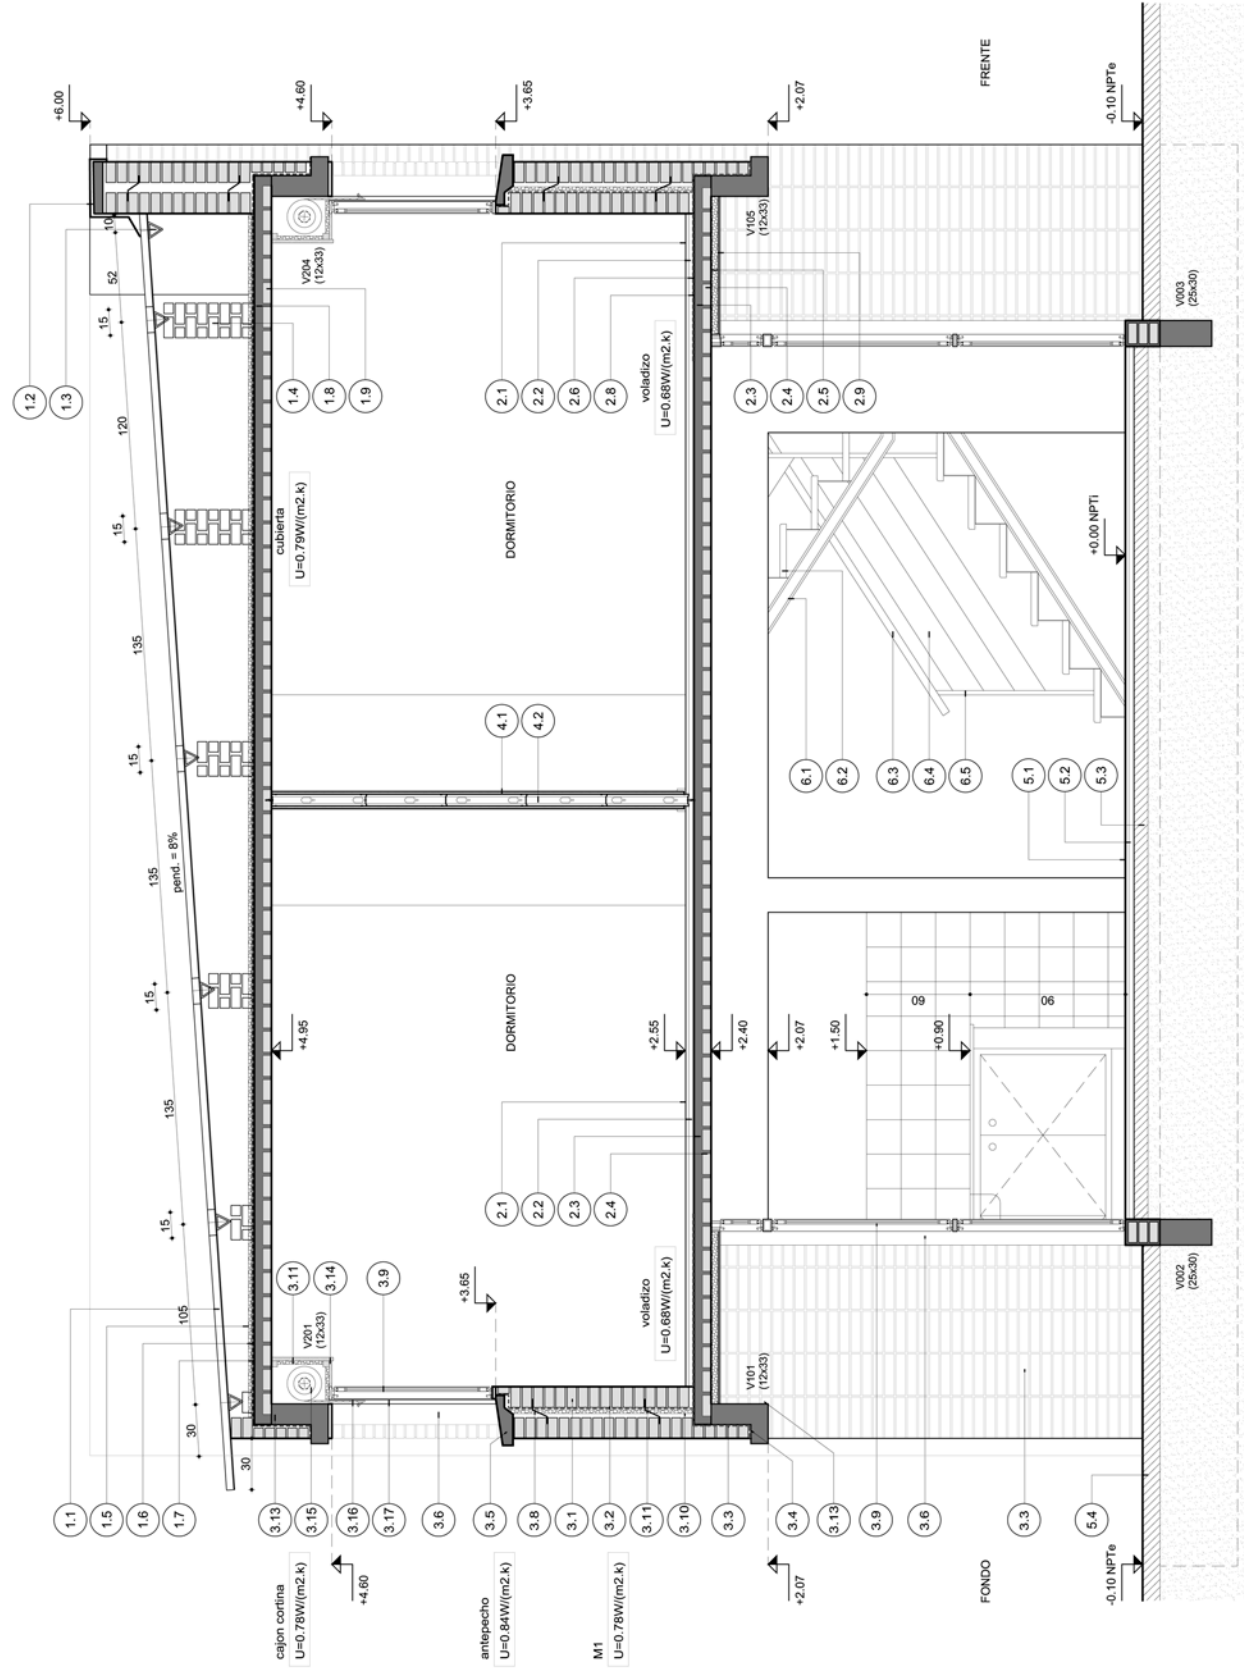 1.2
1.3
1.1
1.5
1.6
1.7
30
30
105
15
135
15
135
pend. = 8%
15
135
15
120
15
52
10
+6.00
cajon cortina
U=0.78W/(m2.k)
3.13
3.15
3.16
3.17
3.6
+4.60
V201
(12x33)
3.11
3.14
3.9
+4.95
cubierta
U=0.79W/(m2.k)
1.4
1.8
1.9
V204
(12x33)
+4.60
antepecho
U=0.84W/(m2.k)
3.5
3.8
3.1
3.2
3.11
3.10
3.3
+3.65
DORMITORIO
4.1
4.2
DORMITORIO
+3.65
M1
U=0.78W/(m2.k)
voladizo
U=0.68W/(m2.k)
2.1
2.2
2.3
2.4
+2.55
+2.40
2.1
2.2
2.6
2.8
voladizo
U=0.68W/(m2.k)
2.3
2.4
2.5
2.9
V101
(12x33)
V105
(12x33)
+2.07
3.4
3.13
3.9
3.6
3.3
5.4
+2.07
+1.50
+0.90
60
90
6.1
6.2
6.3
6.4
6.5
5.1
5.2
5.3
+2.07
+0.00 NPTi
FONDO
FRENTE
-0.10 NPTe
-0.10 NPTe
V002
(25x30)
V003
(25x30)